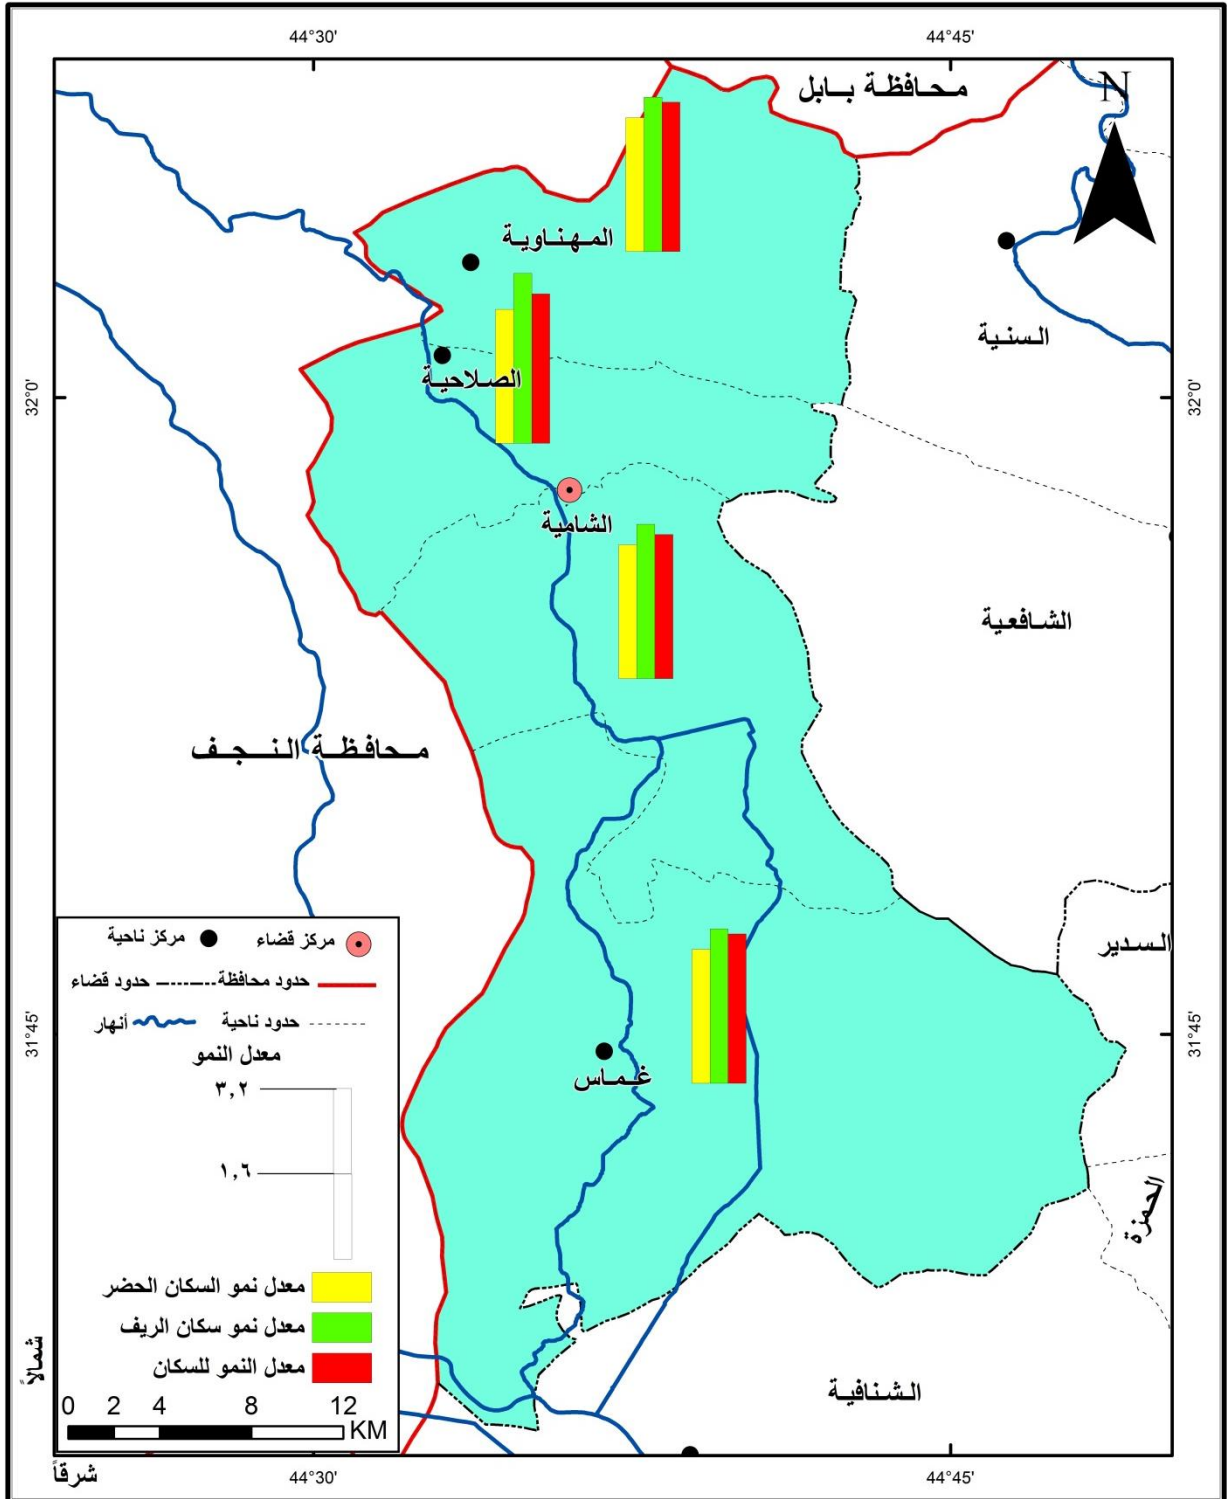 44°30'
44°45'
محافظة بابل
N
المهناوية
السنية
الصلاحية
32°0'
32°0'
الشامية
الشافعية
محافظة النجف
السدير
31°45'
31°45'
غماس
الحمزة
الشنافية
مركز قضاء
مركز ناحية
حدود محافظة
حدود قضاء
حدود ناحية
أنهار
معدل النمو
٣,٢
١,٦
معدل نمو السكان الحضر
معدل نمو سكان الريف
معدل النمو للسكان
0 2 4 8 12
KM
شمالاً
شرقاً
44°30'
44°45'